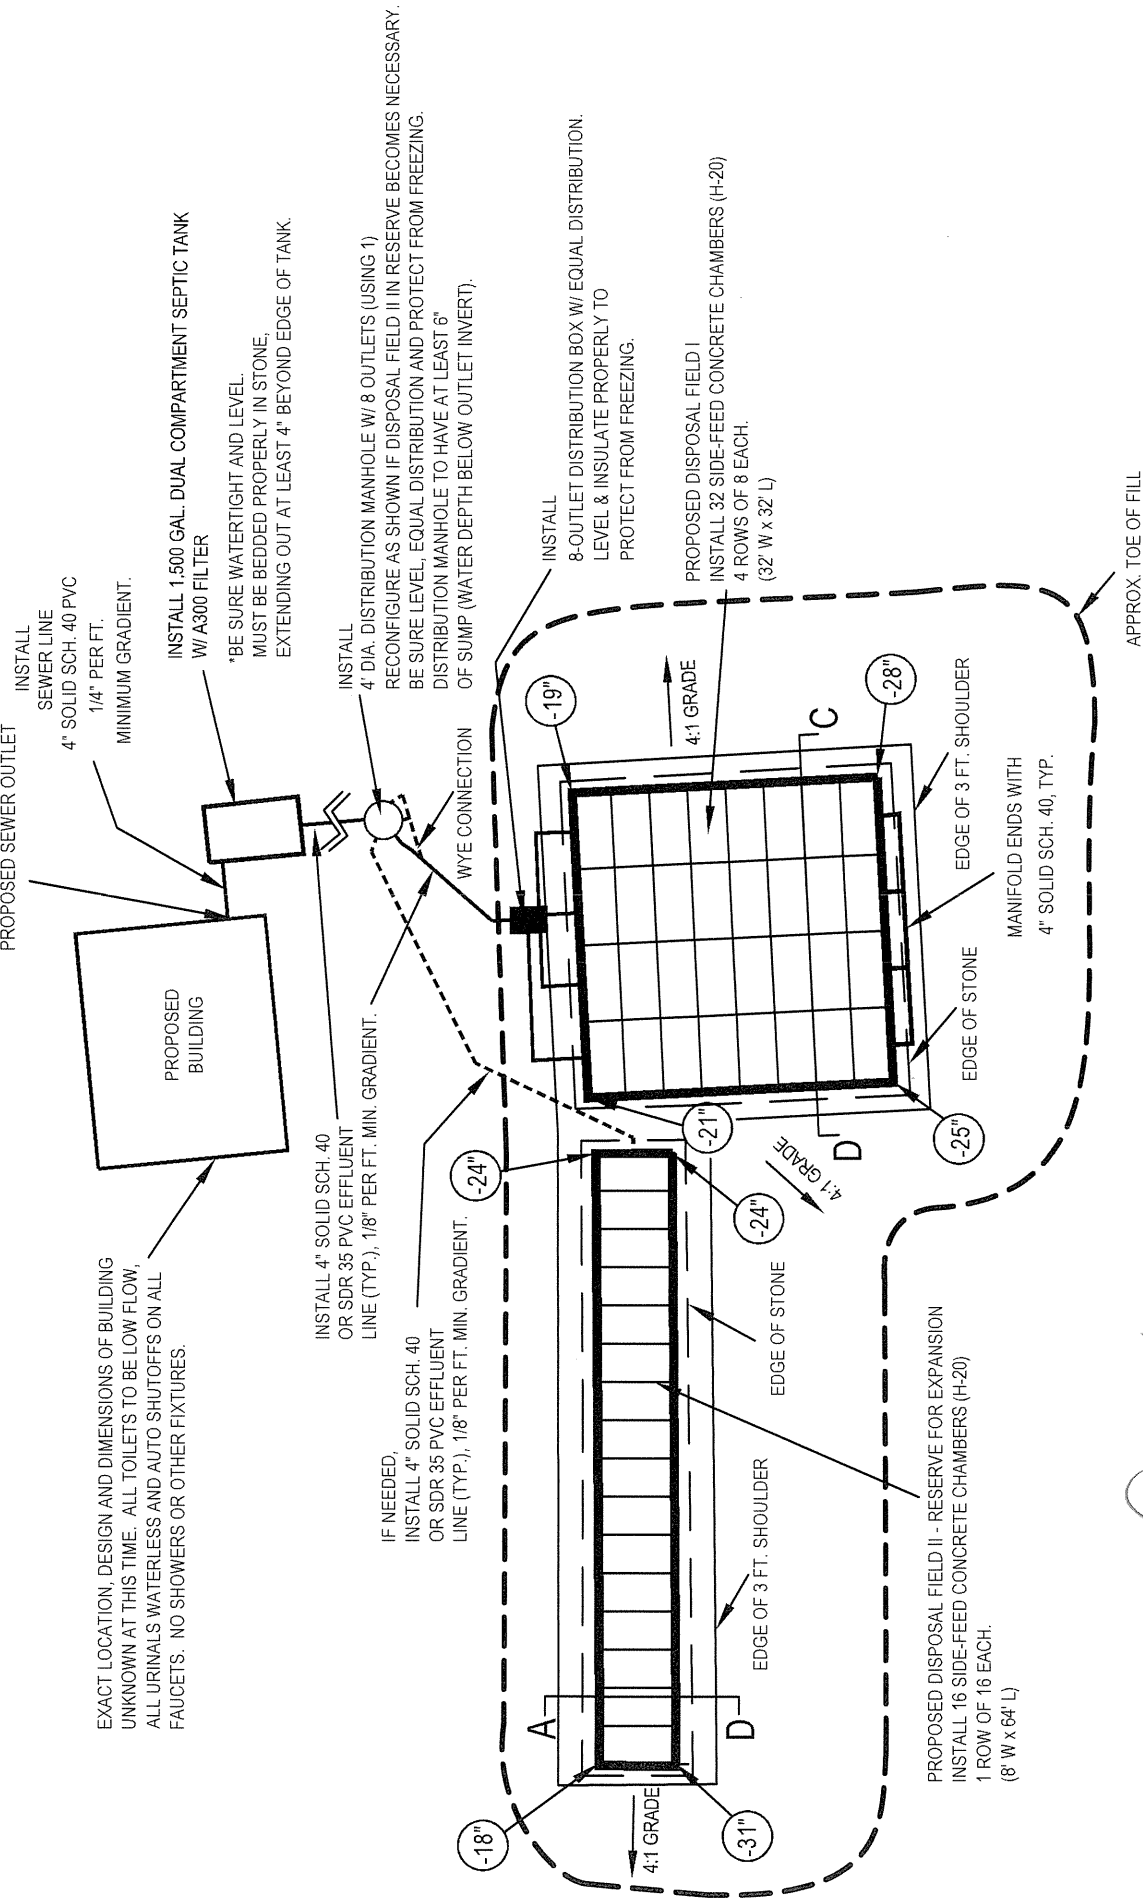 EXACT LOCATION, DESIGN AND DIMENSIONS OF BUILDING
UNKNOWN AT THIS TIME. ALL TOILETS TO BE LOW FLOW,
ALL URINALS WATERLESS AND AUTO SHUTOFFS ON ALL
FAUCETS. NO SHOWERS OR OTHER FIXTURES.
PROPOSED
BUILDING
PROPOSED SEWER OUTLET
INSTALL
SEWER LINE
4" SOLID SCH. 40 PVC
1/4" PER FT.
MINIMUM GRADIENT.
INSTALL 1.500 GAL. DUAL COMPARTMENT SEPTIC TANK
W/ A300 FILTER
*BE SURE WATERTIGHT AND LEVEL.
MUST BE BEDDED PROPERLY IN STONE,
EXTENDING OUT AT LEAST 4" BEYOND EDGE OF TANK.
INSTALL 4" SOLID SCH. 40
OR SDR 35 PVC EFFLUENT
LINE (TYP.), 1/8" PER FT. MIN. GRADIENT.
INSTALL
4' DIA. DISTRIBUTION MANHOLE W/ 8 OUTLETS (USING 1)
RECONFIGURE AS SHOWN IF DISPOSAL FIELD II IN RESERVE BECOMES NECESSARY.
BE SURE LEVEL, EQUAL DISTRIBUTION AND PROTECT FROM FREEZING.
DISTRIBUTION MANHOLE TO HAVE AT LEAST 6"
OF SUMP (WATER DEPTH BELOW OUTLET INVERT).
IF NEEDED,
INSTALL 4" SOLID SCH. 40
OR SDR 35 PVC EFFLUENT
LINE (TYP.), 1/8" PER FT. MIN. GRADIENT.
WYE CONNECTION
INSTALL
8-OUTLET DISTRIBUTION BOX W/ EQUAL DISTRIBUTION.
LEVEL & INSULATE PROPERLY TO
PROTECT FROM FREEZING.
PROPOSED DISPOSAL FIELD I
INSTALL 32 SIDE-FEED CONCRETE CHAMBERS (H-20)
4 ROWS OF 8 EACH.
(32' W x 32' L)
-18"
-24"
-19"
A
4:1 GRADE
4:1 GRADE
-21"
-31"
D
-24"
4:1 GRADE
D
C
-28"
-25"
EDGE OF 3 FT. SHOULDER
EDGE OF STONE
EDGE OF STONE
EDGE OF 3 FT. SHOULDER
MANIFOLD ENDS WITH
4" SOLID SCH. 40, TYP.
PROPOSED DISPOSAL FIELD II - RESERVE FOR EXPANSION
INSTALL 16 SIDE-FEED CONCRETE CHAMBERS (H-20)
1 ROW OF 16 EACH.
(8' W x 64' L)
APPROX. TOE OF FILL